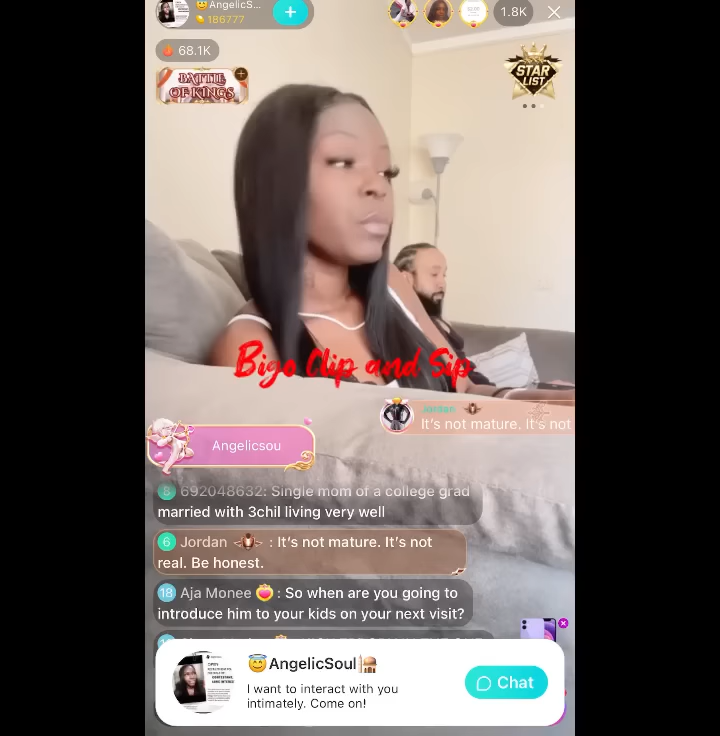 😇AngelicS...
186777
1.8K
68.1K
BATTLE
OF KINGS
STAR
LIST
Bigo Clip and Sip
Jordan
It's not mature. It's not
Angelicsou
8 692048632: Single mom of a college grad
married with 3chil living very well
6 Jordan : It's not mature. It's not
real. Be honest.
18 Aja Monee : So when are you going to
introduce him to your kids on your next visit?
😇AngelicSoul🕌
I want to interact with you
intimately. Come on!
Chat